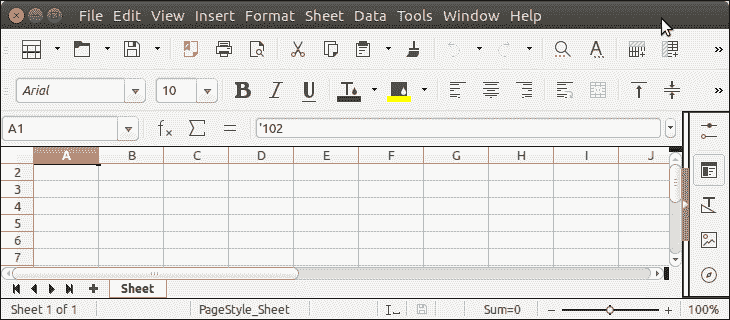 File Edit View Insert Format Sheet Data Tools Window Help
»
A
Arial 10 B I U T »
A1 fx Σ = '102
A B C D E F G H I J
2
3
4
5
6
7
Sheet
Sheet 1 of 1 PageStyle_Sheet Sum=0 100%